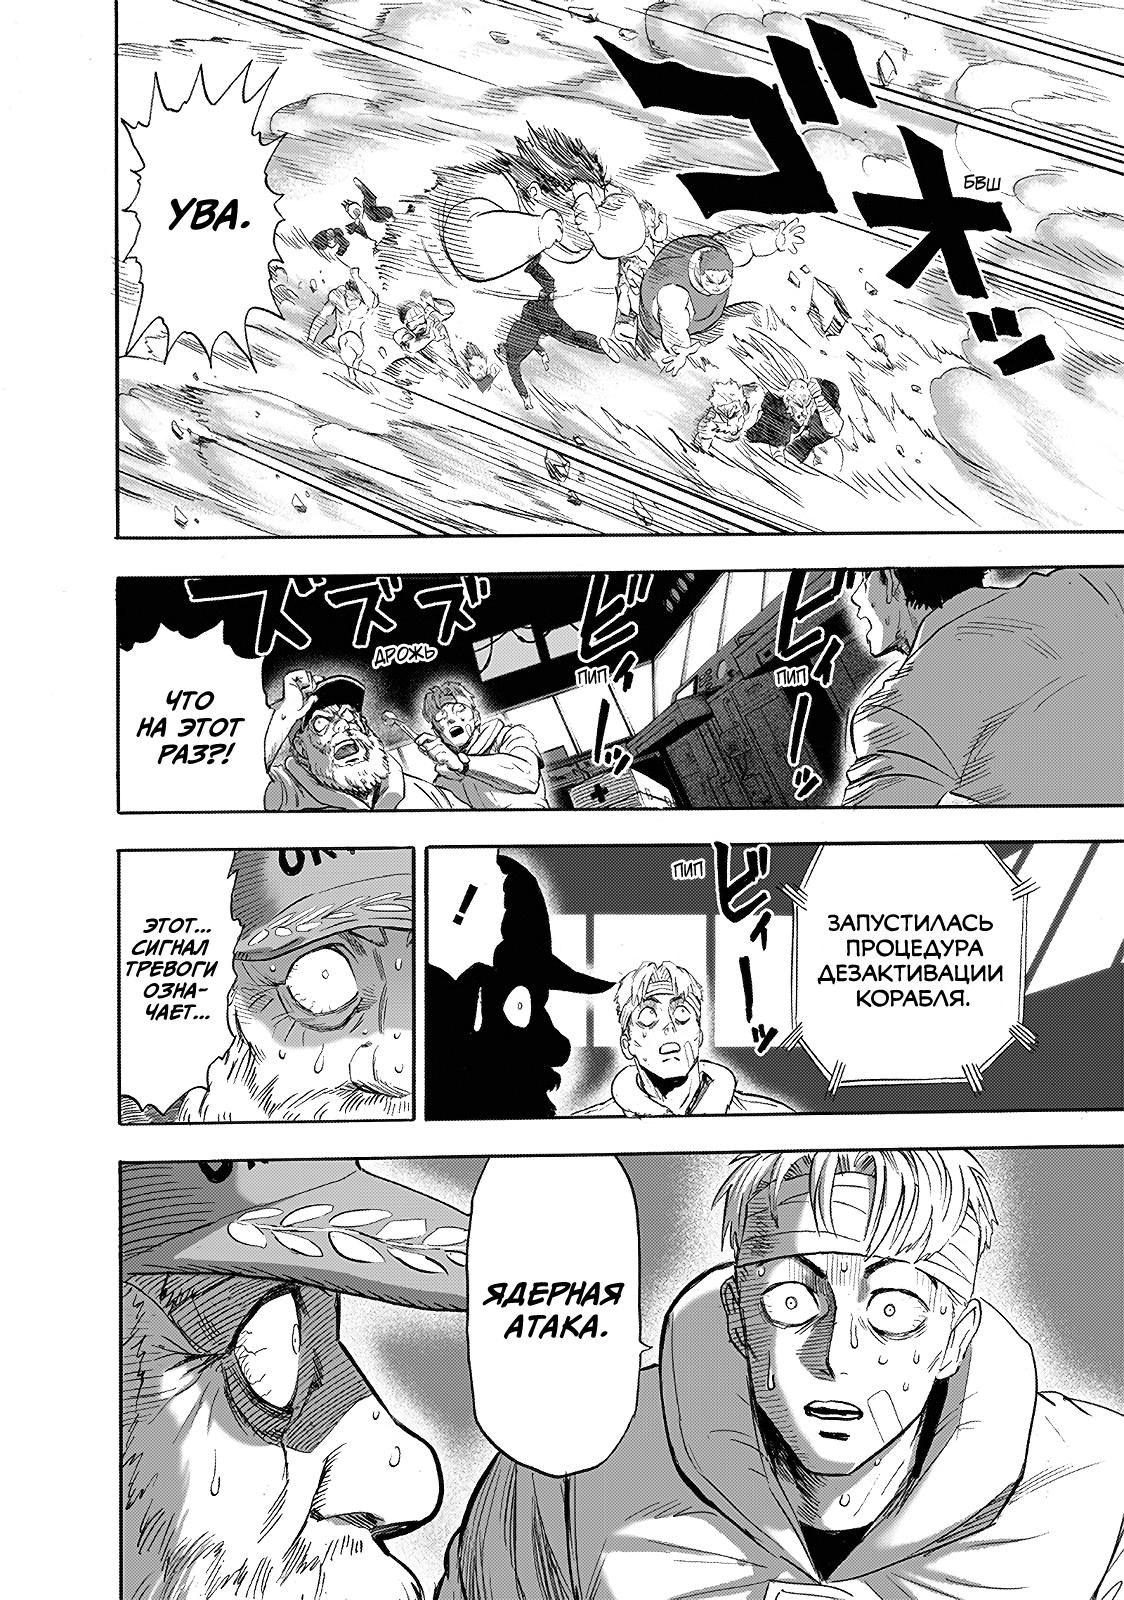 ゴオオッ
БВШ
УВА.
ビィーッ
ПИП
ビィーッ
ПИП
ズズズ
ДРОЖЬ
ЧТО
НА ЭТОТ
РАЗ?!
ЗАПУСТИЛАСЬ
ПРОЦЕДУРА
ДЕЗАКТИВАЦИИ
КОРАБЛЯ.
ビィーッ
ПИП
!
ЭТОТ...
СИГНАЛ
ТРЕВОГИ
ОЗНА-
ЧАЕТ...
ЯДЕРНАЯ
АТАКА.